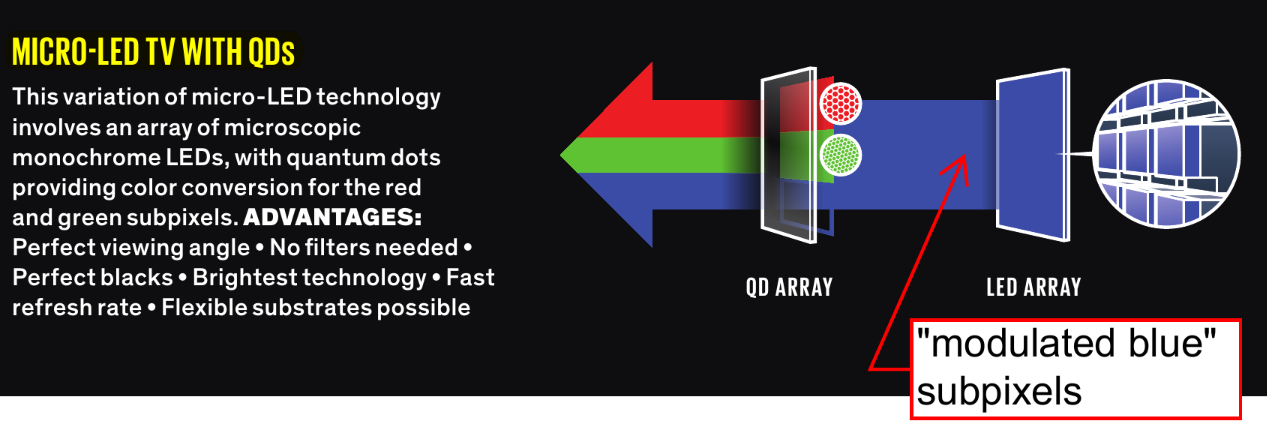 MICRO-LED TV WITH QDs
This variation of micro-LED technology
involves an array of microscopic
monochrome LEDs, with quantum dots
providing color conversion for the red
and green subpixels. ADVANTAGES:
Perfect viewing angle • No filters needed •
Perfect blacks • Brightest technology • Fast
refresh rate • Flexible substrates possible
QD ARRAY
LED ARRAY
"modulated blue"
subpixels